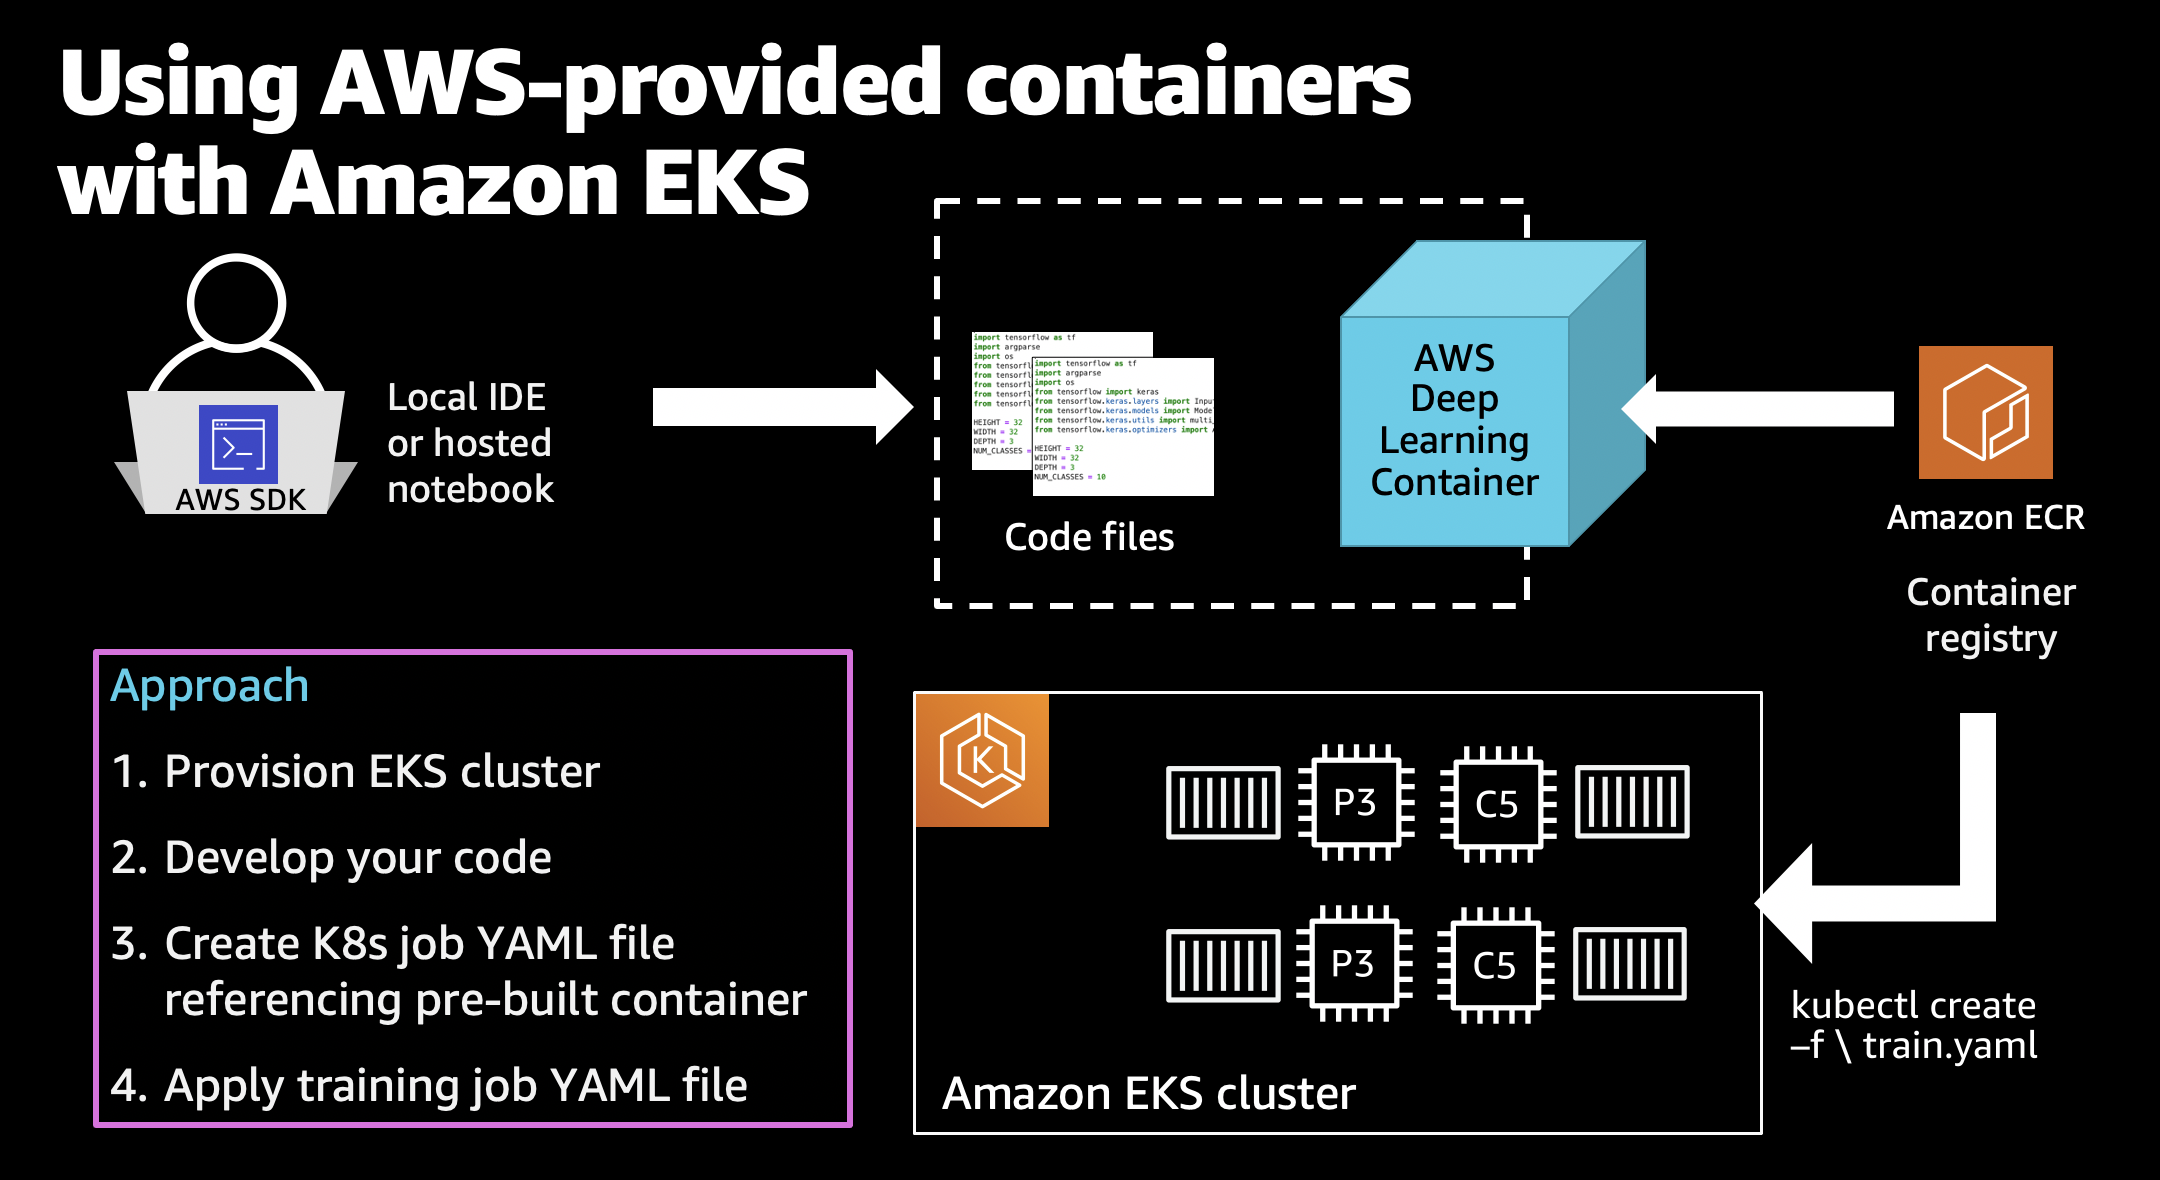 Using AWS-provided containers
with Amazon EKS
AWS SDK
Local IDE
or hosted
notebook
import tensorflow as tf
import argparse
import os
from tensorfl
from tensorfl
from tensorfl
from tensorfl
from tensorfl
HEIGHT = 32
WIDTH = 32
DEPTH = 3
NUM_CLASSES =
import tensorflow as tf
import argparse
import os
from tensorflow import keras
from tensorflow.keras.layers import Inpu
from tensorflow.keras.models import Mode
from tensorflow.keras.utils import multi_
from tensorflow.keras.optimizers import
HEIGHT = 32
WIDTH = 32
DEPTH = 3
NUM_CLASSES = 10
Code files
AWS
Deep
Learning
Container
Amazon ECR
Container
registry
Approach
1. Provision EKS cluster
2. Develop your code
3. Create K8s job YAML file
referencing pre-built container
4. Apply training job YAML file
K
P3
C5
P3
C5
Amazon EKS cluster
kubectl create
–f \ train.yaml